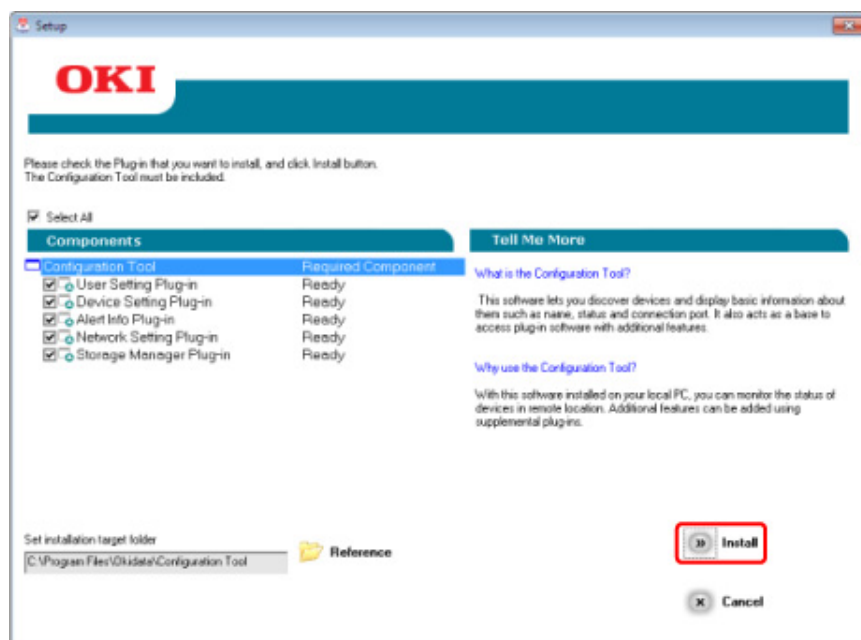 Setup
OKI
Please check the Plug-in that you want to install, and click Install button.
The Configuration Tool must be included.
Select All
Components
Configuration Tool Required Component
User Setting Plug-in Ready
Device Setting Plug-in Ready
Alert Info Plug-in Ready
Network Setting Plug-in Ready
Storage Manager Plug-in Ready
Tell Me More
What is the Configuration Tool?
This software lets you discover devices and display basic information about
them such as name, status and connection port. It also acts as a base to
access plug-in software with additional features.
Why use the Configuration Tool?
With this software installed on your local PC, you can monitor the status of
devices in remote location. Additional features can be added using
supplemental plug-ins.
Set installation target folder
C:\Program Files\Okidata\Configuration Tool
Reference
Install
Cancel